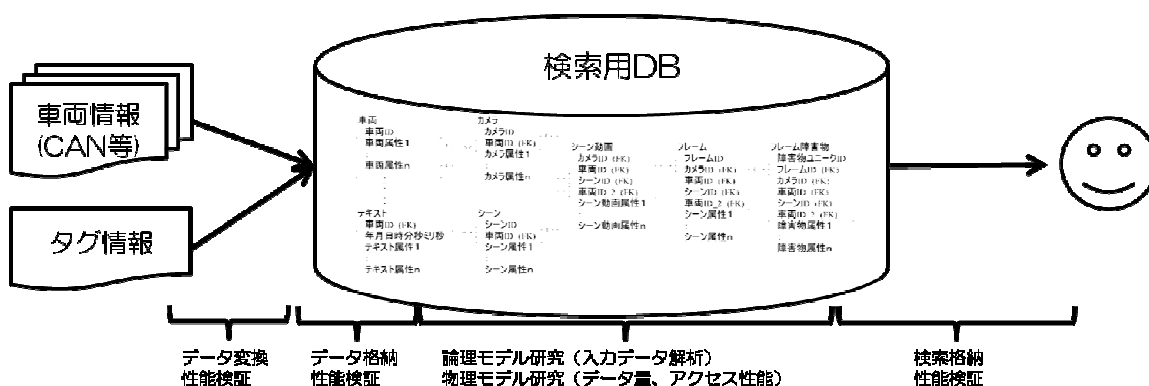 検索用DB
車両情報
(CAN等)
タグ情報
車両
車両ID
車両属性1
:
車両属性n
カメラ
カメラID
車両ID (FK)
カメラ属性1
:
カメラ属性n
シーン動画
カメラID (FK)
車両ID (FK)
シーンID (FK)
車両ID_2 (FK)
シーン動画属性1
:
シーン動画属性n
フレーム
フレームID
カメラID (FK)
車両ID (FK)
シーンID (FK)
車両ID_2 (FK)
シーン属性1
:
シーン属性n
フレーム障害物
障害物ユニークID
フレームID (FK)
カメラID (FK)
車両ID (FK)
シーンID (FK)
車両ID_2 (FK)
障害物属性1
:
障害物属性n
テキスト
車両ID (FK)
年月日時分秒ミリ秒
テキスト属性1
:
テキスト属性n
シーン
シーンID
車両ID (FK)
シーン属性1
:
シーン属性n
データ変換
性能検証
データ格納
性能検証
論理モデル研究(入力データ解析)
物理モデル研究(データ量、アクセス性能)
検索格納
性能検証